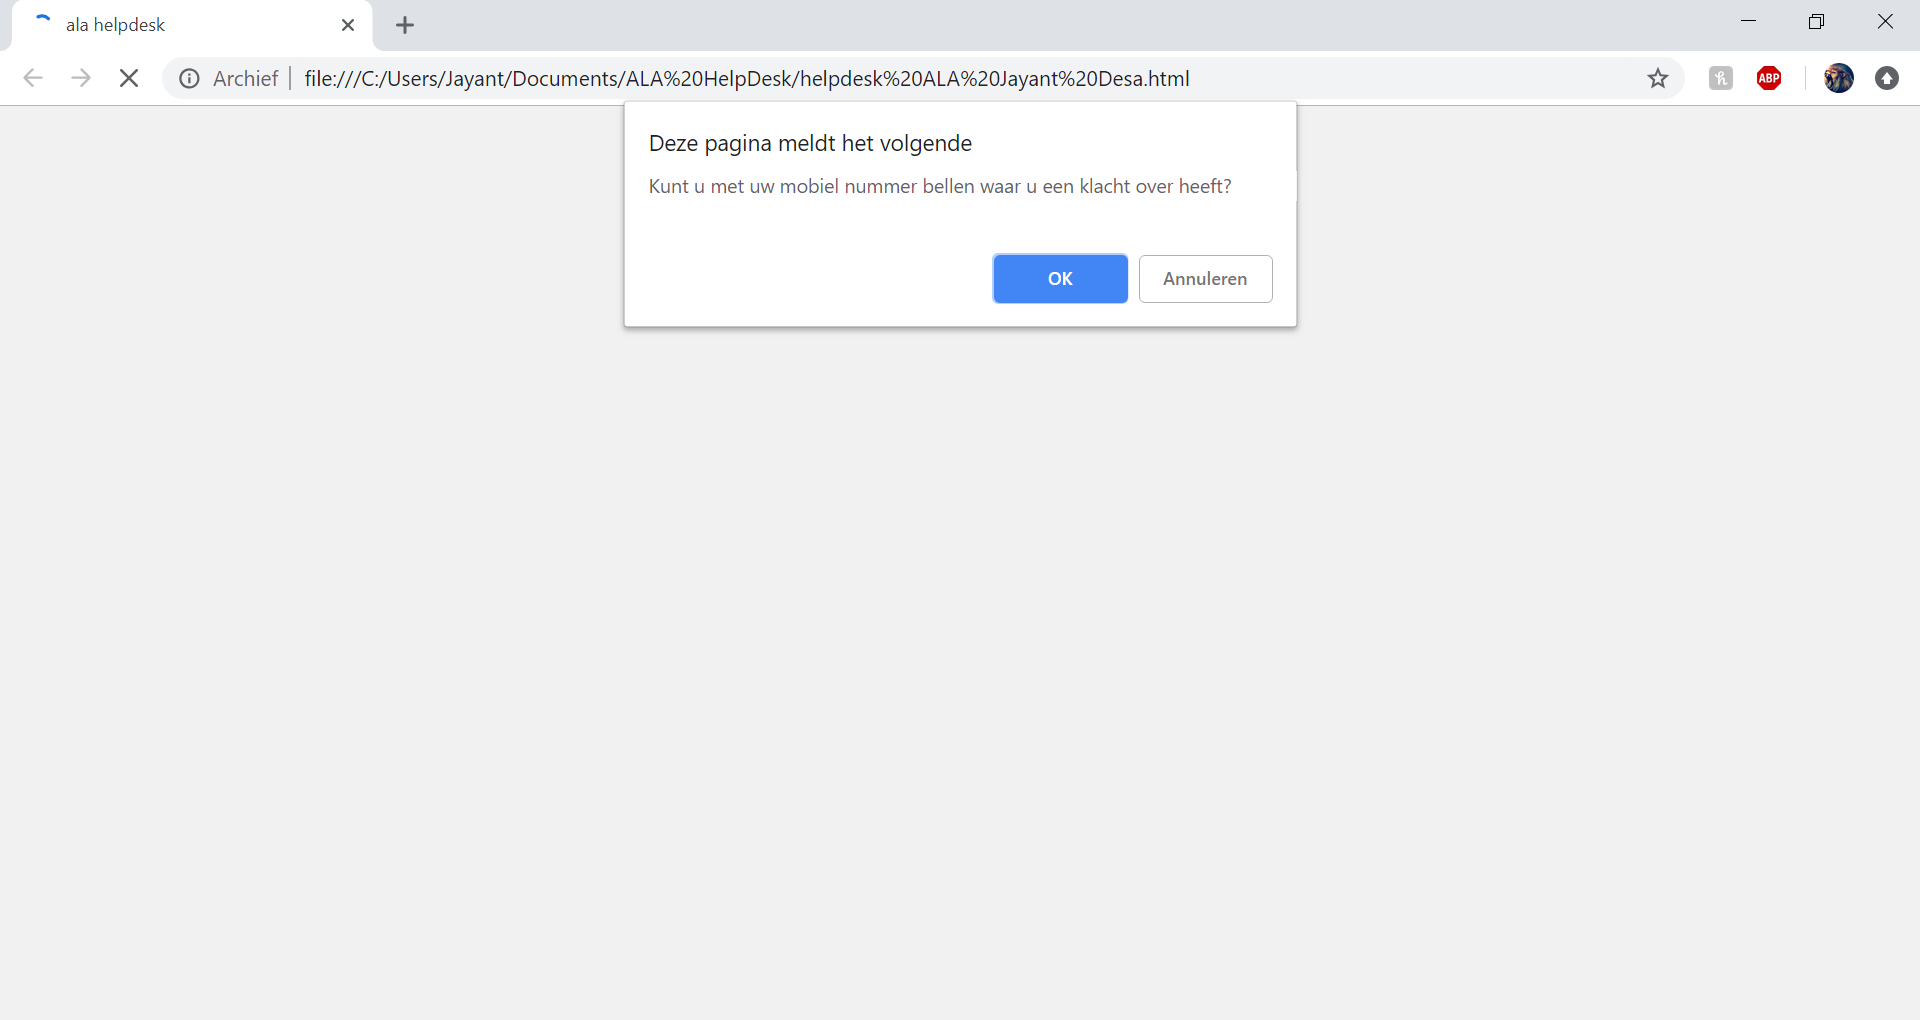 ala helpdesk
Archief | file:///C:/Users/Jayant/Documents/ALA%20HelpDesk/helpdesk%20ALA%20Jayant%20Desa.html
ABP
Deze pagina meldt het volgende
Kunt u met uw mobiel nummer bellen waar u een klacht over heeft?
OK Annuleren